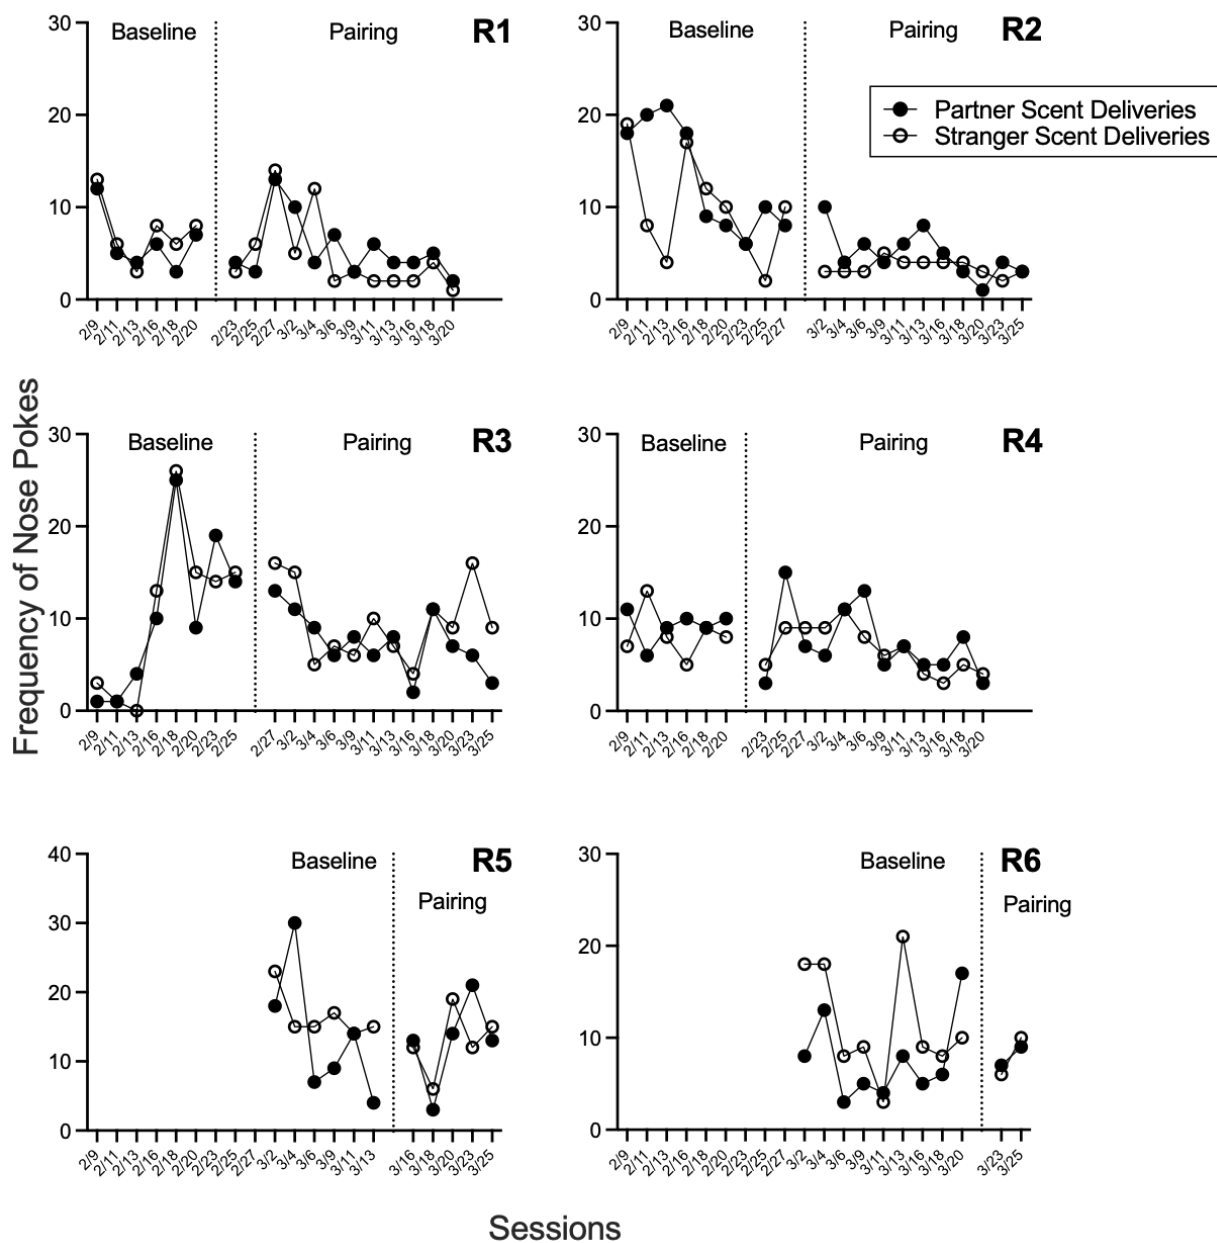 Baseline Pairing R1
30
20
10
0
2/9 2/11 2/13 2/16 2/18 2/20 2/23 2/25 2/27 3/2 3/4 3/6 3/9 3/11 3/13 3/16 3/18 3/20
Baseline Pairing R2
30
20
10
0
Partner Scent Deliveries
Stranger Scent Deliveries
2/9 2/11 2/13 2/16 2/18 2/20 2/23 2/25 2/27 3/2 3/4 3/6 3/9 3/11 3/13 3/16 3/18 3/20 3/23 3/25
Frequency of Nose Pokes
Baseline Pairing R3
30
20
10
0
2/9 2/11 2/13 2/16 2/18 2/20 2/23 2/25 2/27 3/2 3/4 3/6 3/9 3/11 3/13 3/16 3/18 3/20 3/23 3/25
Baseline Pairing R4
30
20
10
0
2/9 2/11 2/13 2/16 2/18 2/20 2/23 2/25 2/27 3/2 3/4 3/6 3/9 3/11 3/13 3/16 3/18 3/20
Baseline R5
Pairing
40
30
20
10
0
2/9 2/11 2/13 2/16 2/18 2/20 2/23 2/25 2/27 3/2 3/4 3/6 3/9 3/11 3/13 3/16 3/18 3/20 3/23 3/25
Baseline R6
Pairing
30
20
10
0
2/9 2/11 2/13 2/16 2/18 2/20 2/23 2/25 2/27 3/2 3/4 3/6 3/9 3/11 3/13 3/16 3/18 3/20 3/23 3/25
Sessions